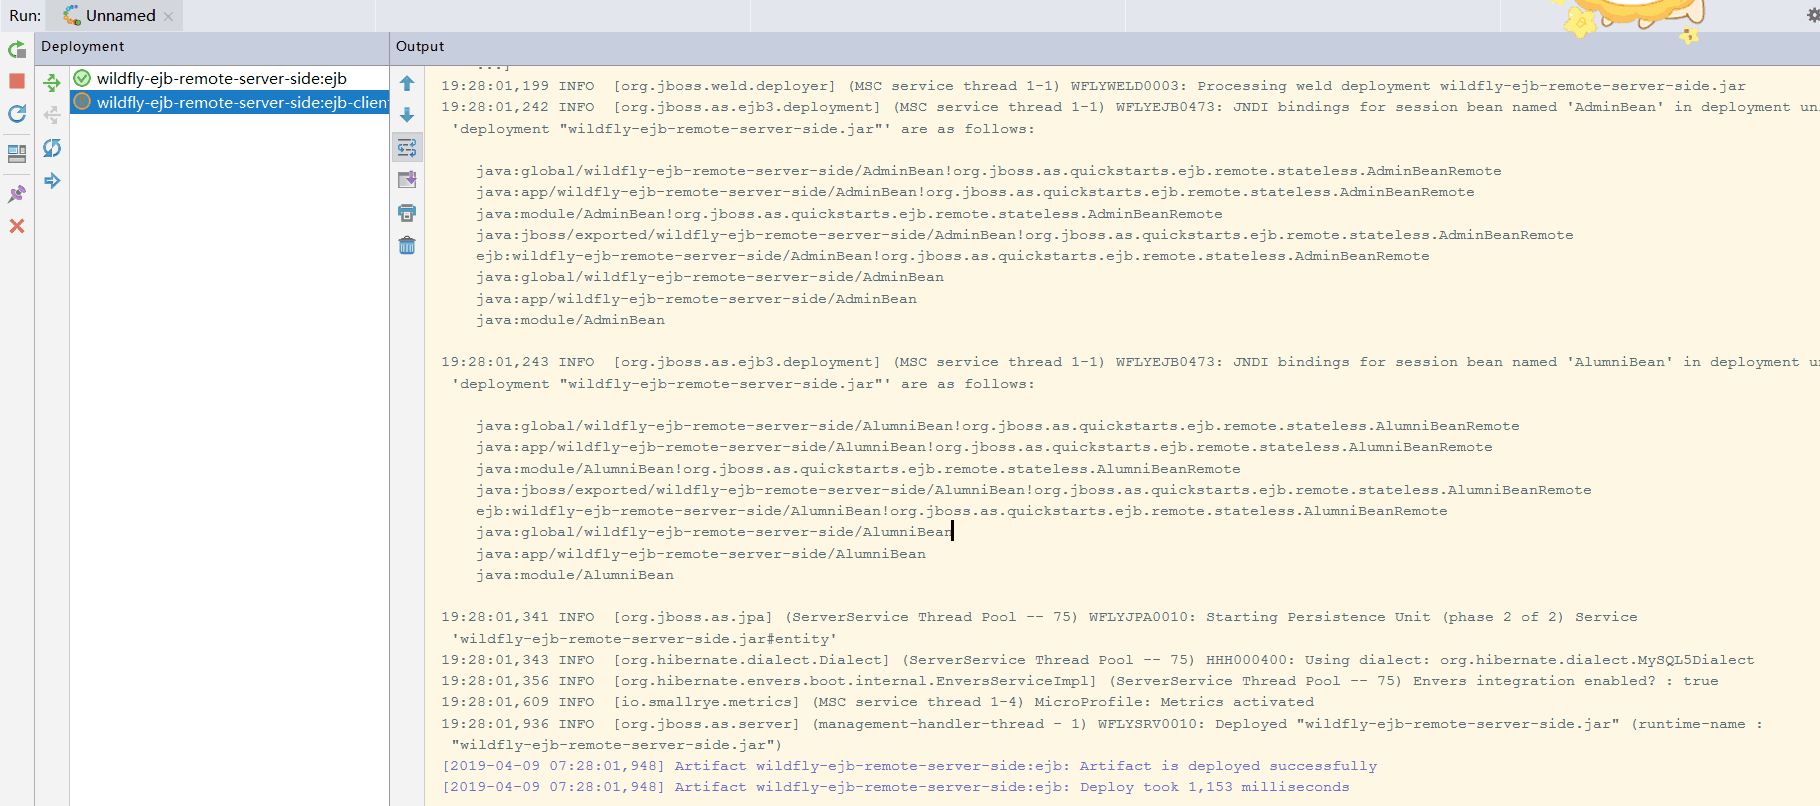 Run: Unnamed
Deployment
Output
wildfly-ejb-remote-server-side:ejb
wildfly-ejb-remote-server-side:ejb-clien
...]
19:28:01,199 INFO  [org.jboss.weld.deployer] (MSC service thread 1-1) WFLYWELD0003: Processing weld deployment wildfly-ejb-remote-server-side.jar
19:28:01,242 INFO  [org.jboss.as.ejb3.deployment] (MSC service thread 1-1) WFLYEJB0473: JNDI bindings for session bean named 'AdminBean' in deployment un
'deployment "wildfly-ejb-remote-server-side.jar"' are as follows:
java:global/wildfly-ejb-remote-server-side/AdminBean!org.jboss.as.quickstarts.ejb.remote.stateless.AdminBeanRemote
java:app/wildfly-ejb-remote-server-side/AdminBean!org.jboss.as.quickstarts.ejb.remote.stateless.AdminBeanRemote
java:module/AdminBean!org.jboss.as.quickstarts.ejb.remote.stateless.AdminBeanRemote
java:jboss/exported/wildfly-ejb-remote-server-side/AdminBean!org.jboss.as.quickstarts.ejb.remote.stateless.AdminBeanRemote
ejb:wildfly-ejb-remote-server-side/AdminBean!org.jboss.as.quickstarts.ejb.remote.stateless.AdminBeanRemote
java:global/wildfly-ejb-remote-server-side/AdminBean
java:app/wildfly-ejb-remote-server-side/AdminBean
java:module/AdminBean
19:28:01,243 INFO  [org.jboss.as.ejb3.deployment] (MSC service thread 1-1) WFLYEJB0473: JNDI bindings for session bean named 'AlumniBean' in deployment u
'deployment "wildfly-ejb-remote-server-side.jar"' are as follows:
java:global/wildfly-ejb-remote-server-side/AlumniBean!org.jboss.as.quickstarts.ejb.remote.stateless.AlumniBeanRemote
java:app/wildfly-ejb-remote-server-side/AlumniBean!org.jboss.as.quickstarts.ejb.remote.stateless.AlumniBeanRemote
java:module/AlumniBean!org.jboss.as.quickstarts.ejb.remote.stateless.AlumniBeanRemote
java:jboss/exported/wildfly-ejb-remote-server-side/AlumniBean!org.jboss.as.quickstarts.ejb.remote.stateless.AlumniBeanRemote
ejb:wildfly-ejb-remote-server-side/AlumniBean!org.jboss.as.quickstarts.ejb.remote.stateless.AlumniBeanRemote
java:global/wildfly-ejb-remote-server-side/AlumniBean
java:app/wildfly-ejb-remote-server-side/AlumniBean
java:module/AlumniBean
19:28:01,341 INFO  [org.jboss.as.jpa] (ServerService Thread Pool -- 75) WFLYJPA0010: Starting Persistence Unit (phase 2 of 2) Service
'wildfly-ejb-remote-server-side.jar#entity'
19:28:01,343 INFO  [org.hibernate.dialect.Dialect] (ServerService Thread Pool -- 75) HHH000400: Using dialect: org.hibernate.dialect.MySQL5Dialect
19:28:01,356 INFO  [org.hibernate.envers.boot.internal.EnversServiceImpl] (ServerService Thread Pool -- 75) Envers integration enabled? : true
19:28:01,609 INFO  [io.smallrye.metrics] (MSC service thread 1-4) MicroProfile: Metrics activated
19:28:01,936 INFO  [org.jboss.as.server] (management-handler-thread - 1) WFLYSRV0010: Deployed "wildfly-ejb-remote-server-side.jar" (runtime-name :
"wildfly-ejb-remote-server-side.jar")
[2019-04-09 07:28:01,948] Artifact wildfly-ejb-remote-server-side:ejb: Artifact is deployed successfully
[2019-04-09 07:28:01,948] Artifact wildfly-ejb-remote-server-side:ejb: Deploy took 1,153 milliseconds